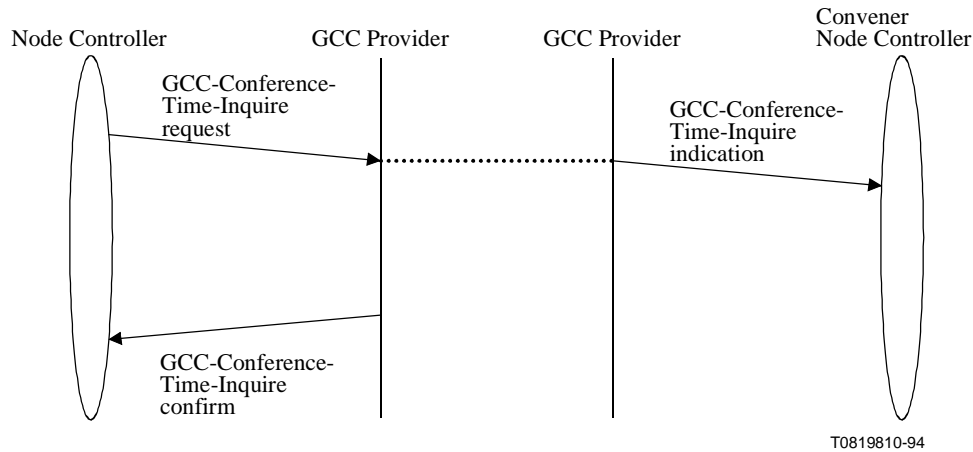 Node Controller
GCC Provider
GCC Provider
Convener
Node Controller
GCC-Conference-
Time-Inquire
request
GCC-Conference-
Time-Inquire
indication
GCC-Conference-
Time-Inquire
confirm
T0819810-94